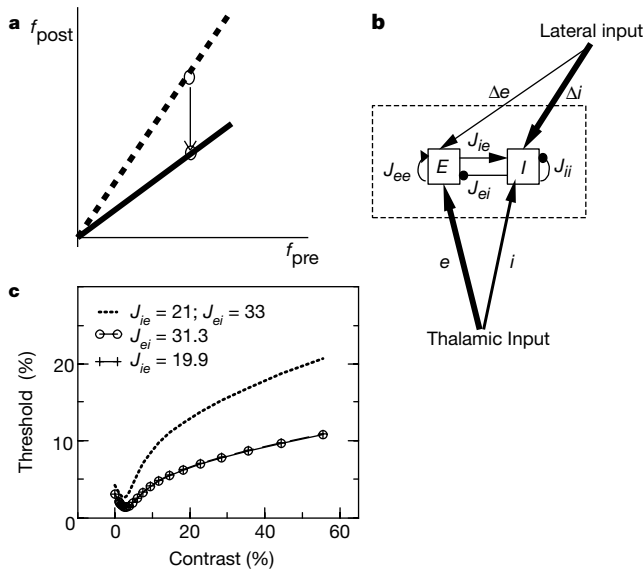 a
f_post
f_pre
b
Lateral input
Δe
Δi
J_ie
J_ee
E
I
J_ii
J_ei
e
i
Thalamic Input
c
J_ie = 21; J_ei = 33
J_ei = 31.3
J_ie = 19.9
Threshold (%)
20
10
0
0
20
40
60
Contrast (%)